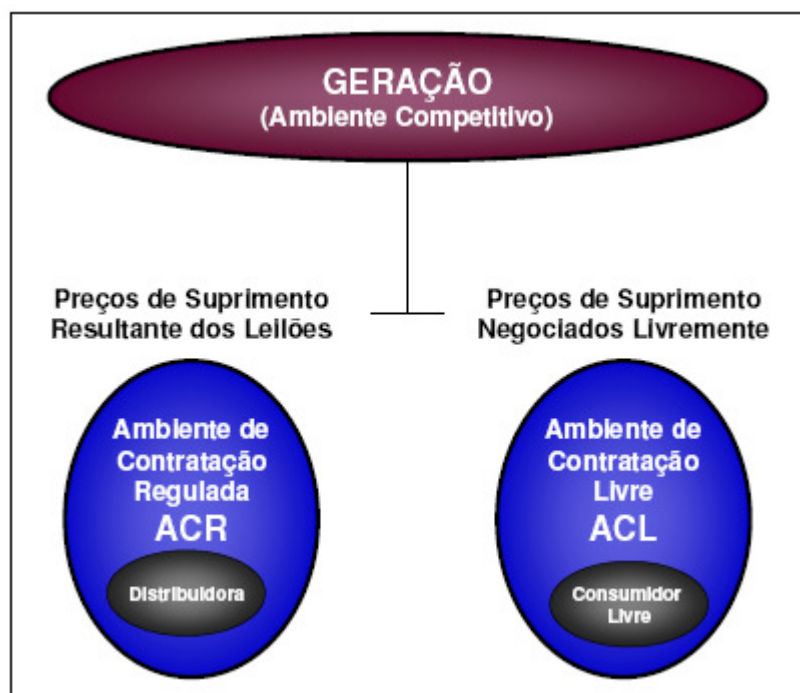 GERAÇÃO
(Ambiente Competitivo)
Preços de Suprimento
Resultante dos Leilões
Preços de Suprimento
Negociados Livremente
Ambiente de
Contratação
Regulada
ACR
Distribuidora
Ambiente de
Contratação
Livre
ACL
Consumidor
Livre